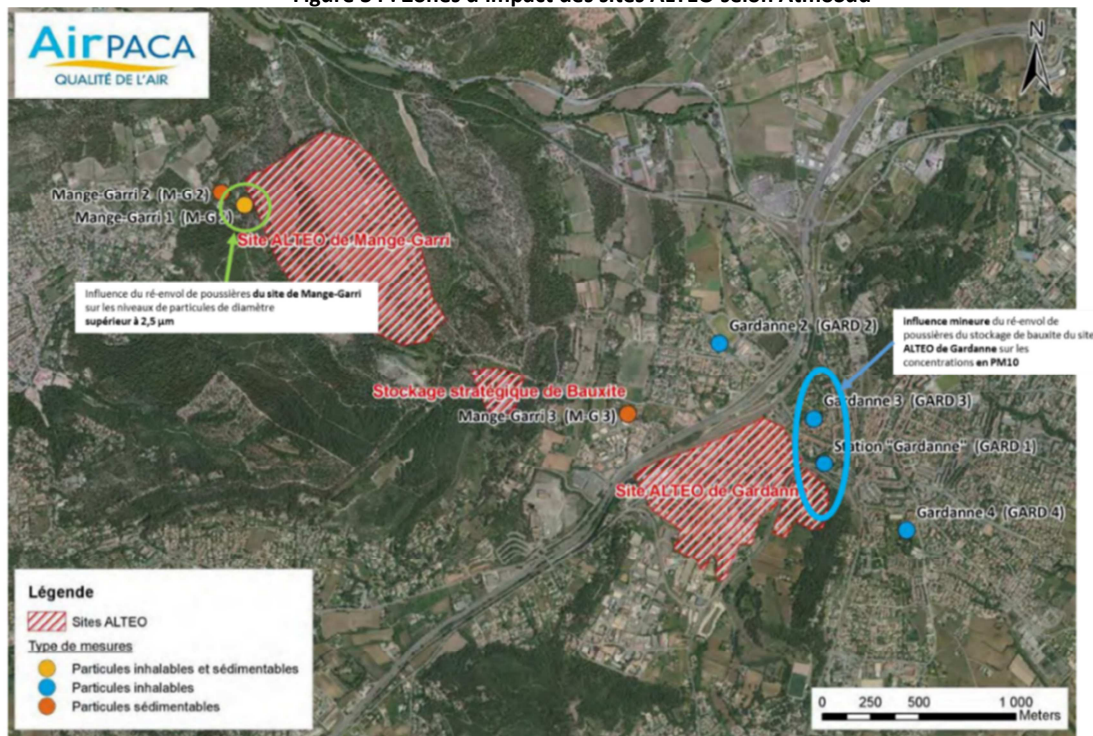 AirPACA
QUALITÉ DE L'AIR
N
Mange-Garri 2 (M-G 2)
Mange-Garri 1 (M-G
Site ALTEO de Mange-Garri
Influence du ré-envol de poussières du site de Mange-Garri
sur les niveaux de particules de diamètre
supérieur à 2,5 µm
Gardanne 2 (GARD 2)
influence mineure du ré-envol de
poussières du stockage de bauxite du site
ALTEO de Gardanne sur les
concentrations en PM10
Stockage stratégique de Bauxite
Mange-Garri 3 (M-G 3)
Gardanne 3 (GARD 3)
Station "Gardanne" (GARD 1)
Site ALTEO de Gardann
Gardanne 4 (GARD 4)
Légende
Sites ALTEO
Type de mesures
Particules inhalables et sédimentables
Particules inhalables
Particules sédimentables
0 250 500 1 000
Meters